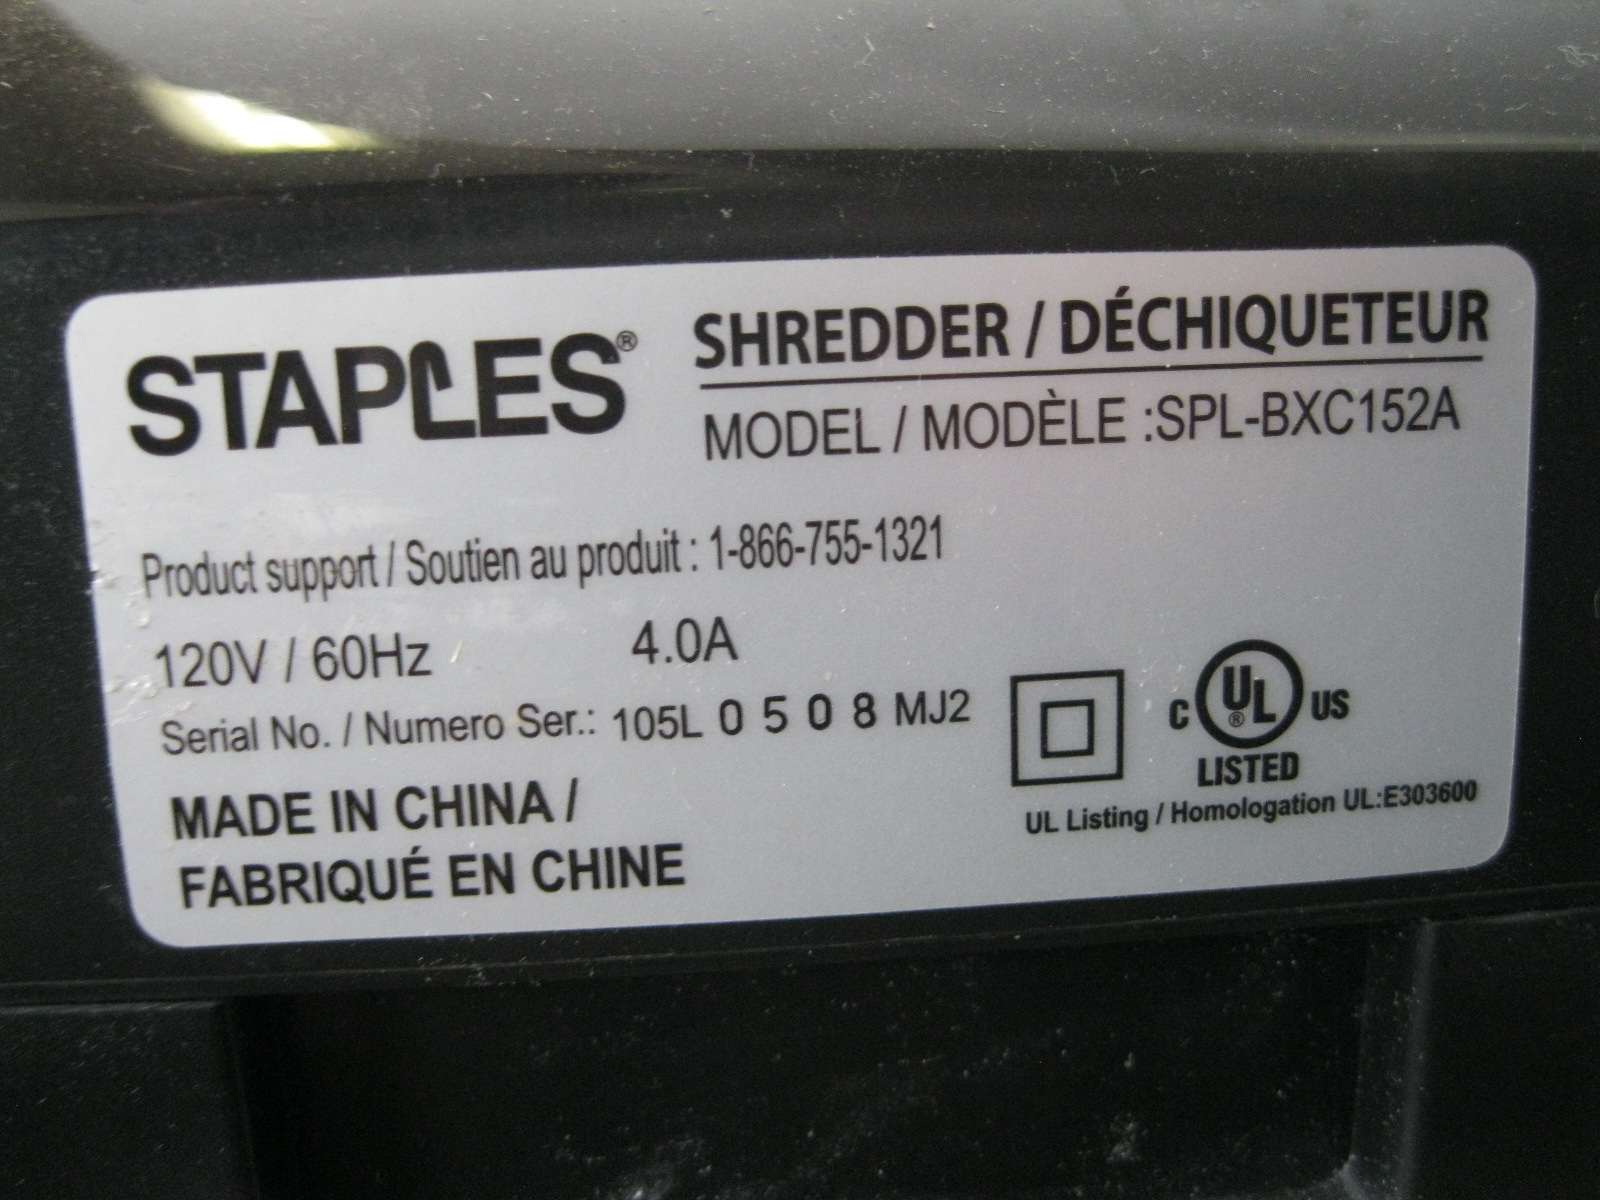 STAPLES®
SHREDDER / DÉCHIQUETEUR
MODEL / MODÈLE :SPL-BXC152A
Product support / Soutien au produit : 1-866-755-1321
120V / 60Hz 4.0A
Serial No. / Numero Ser.: 105L 0 5 0 8 MJ2
MADE IN CHINA /
FABRIQUÉ EN CHINE
C UL® US
LISTED
UL Listing / Homologation UL:E303600